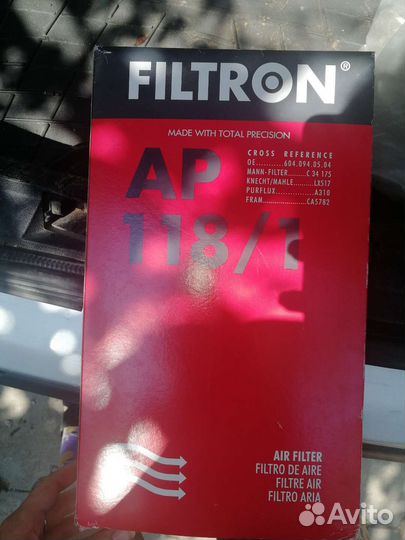 FILTRON®
MADE WITH TOTAL PRECISION
AP
118/1
CROSS REFERENCE
OE...........604.094.05.04
MANN-FILTER.......C 34 175
KNECHT/MAHLE........LX517
PURFLUX..............A310
FRAM...............CA5782
AIR FILTER
FILTRO DE AIRE
FILTRE AIR
FILTRO ARIA
Avito